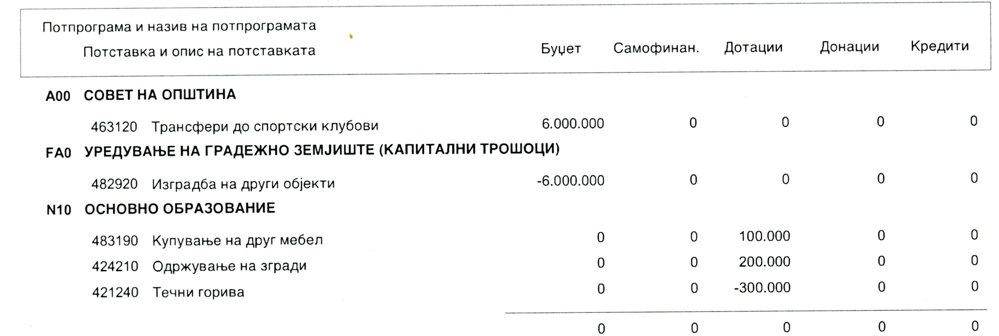 Потпрограма и назив на потпрограмата
Потставка и опис на потставката Буџет Самофинан. Дотации Донации Кредити
A00 СОВЕТ НА ОПШТИНА
463120 Трансфери до спортски клубови 6.000.000 0 0 0 0
FA0 УРЕДУВАЊЕ НА ГРАДЕЖНО ЗЕМЈИШТЕ (КАПИТАЛНИ ТРОШОЦИ)
482920 Изградба на други објекти -6.000.000 0 0 0 0
N10 ОСНОВНО ОБРАЗОВАНИЕ
483190 Купување на друг мебел 0 0 100.000 0 0
424210 Одржување на згради 0 0 200.000 0 0
421240 Течни горива 0 0 -300.000 0 0
0 0 0 0 0